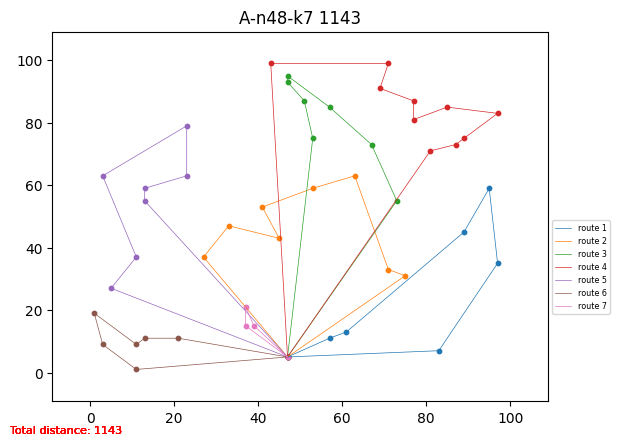 A-n48-k7 1143
100
80
60
40
20
0
0 20 40 60 80 100
route 1
route 2
route 3
route 4
route 5
route 6
route 7
Total distance: 1143